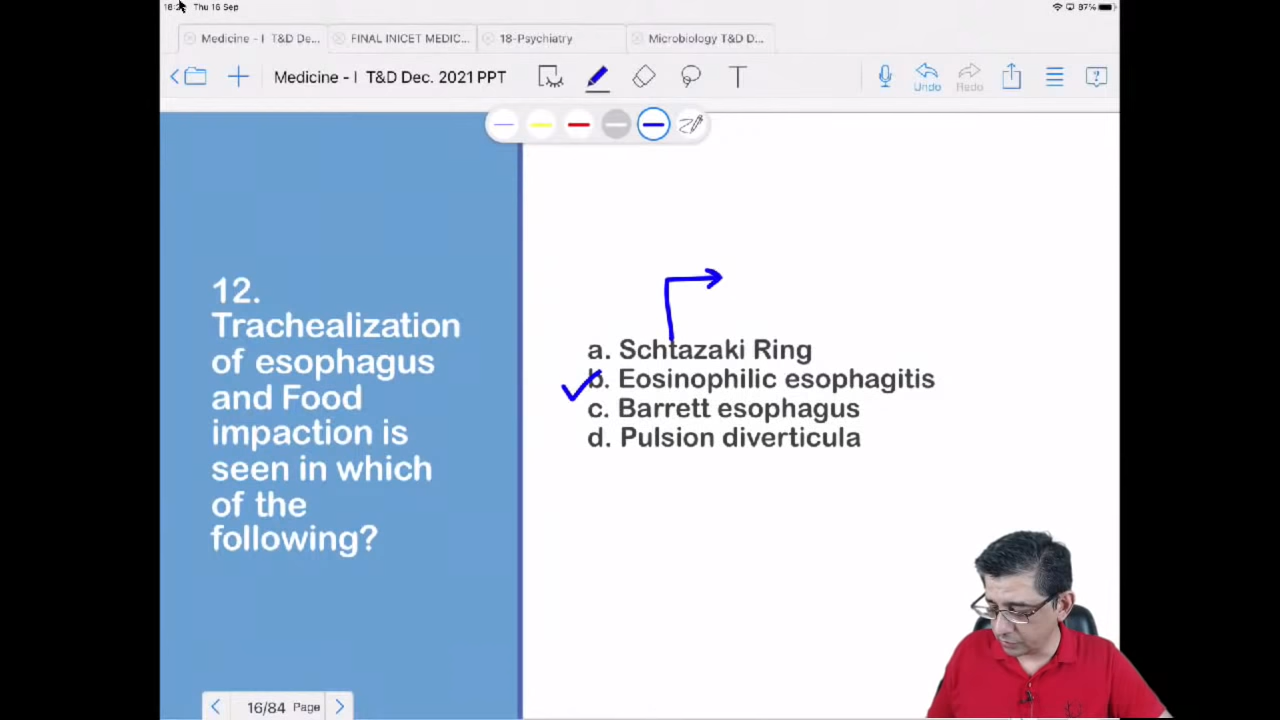 Thu 16 Sep
87%
Medicine - I T&D De...
FINAL INICET MEDIC...
18-Psychiatry
Microbiology T&D D...
Medicine - I T&D Dec. 2021 PPT
T
Undo
Redo
12.
Trachealization
of esophagus
and Food
impaction is
seen in which
of the
following?
a. Schtazaki Ring
b. Eosinophilic esophagitis
c. Barrett esophagus
d. Pulsion diverticula
16/84 Page